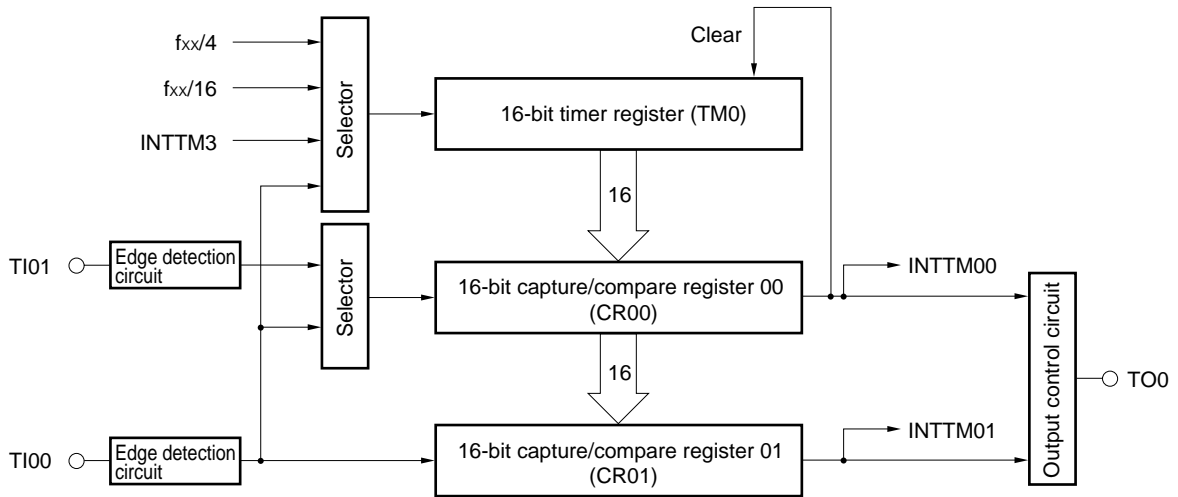 Clear
fxx/4
fxx/16
INTTM3
Selector
16-bit timer register (TM0)
16
TI01
Edge detection
circuit
Selector
16-bit capture/compare register 00
(CR00)
INTTM00
16
Output control circuit
TO0
TI00
Edge detection
circuit
16-bit capture/compare register 01
(CR01)
INTTM01